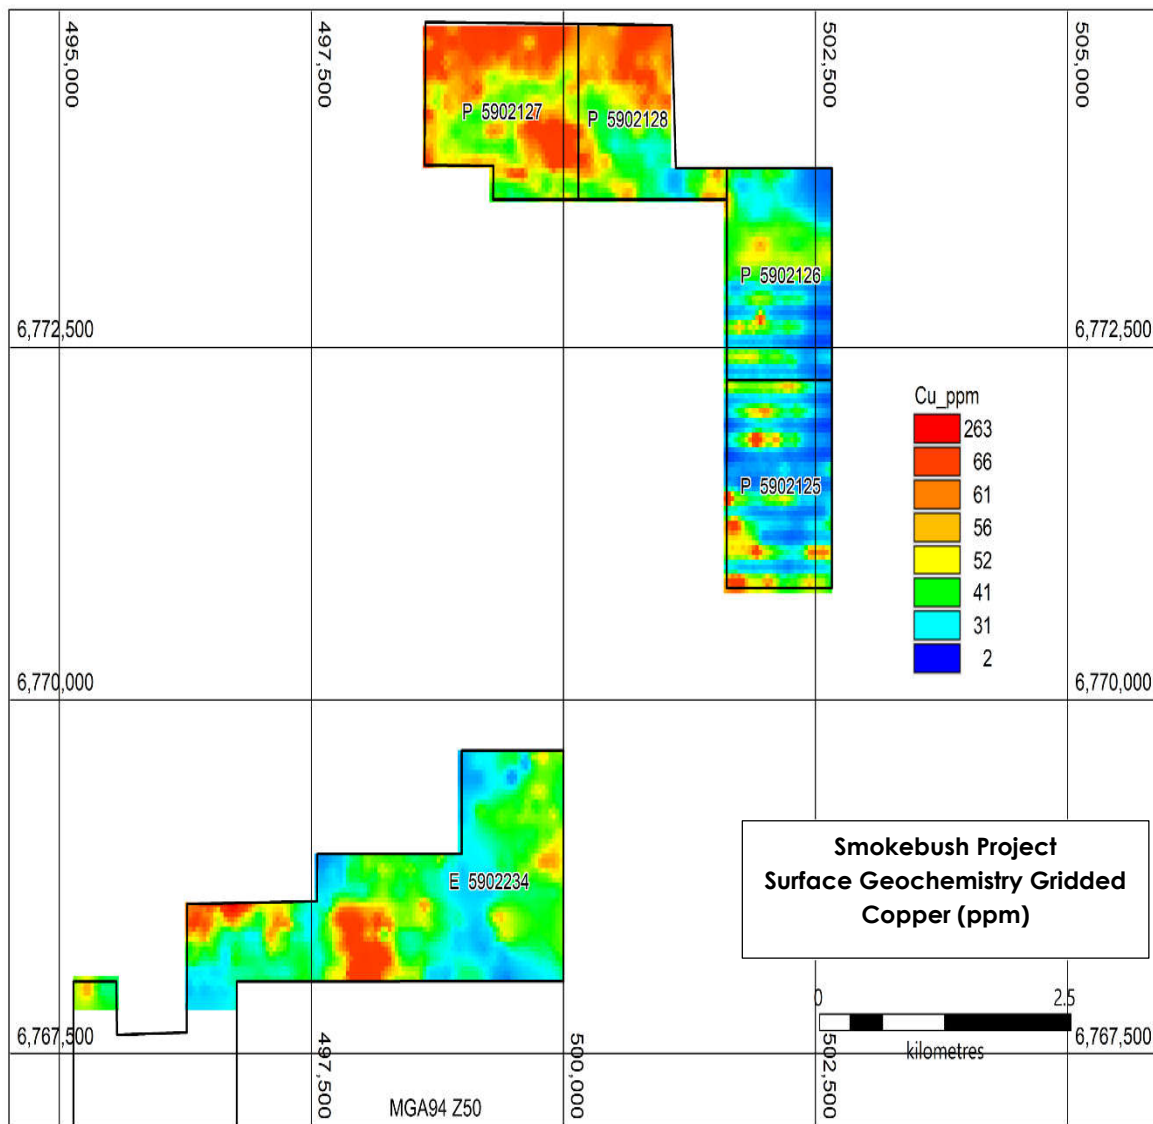 495,000
497,500
502,500
505,000
P 5902127
P 5902128
P 5902126
6,772,500
6,772,500
Cu_ppm
263
66
61
56
52
41
31
2
P 5902125
6,770,000
6,770,000
E 5902234
Smokebush Project
Surface Geochemistry Gridded
Copper (ppm)
0
2.5
kilometres
6,767,500
6,767,500
497,500
500,000
502,500
MGA94 Z50